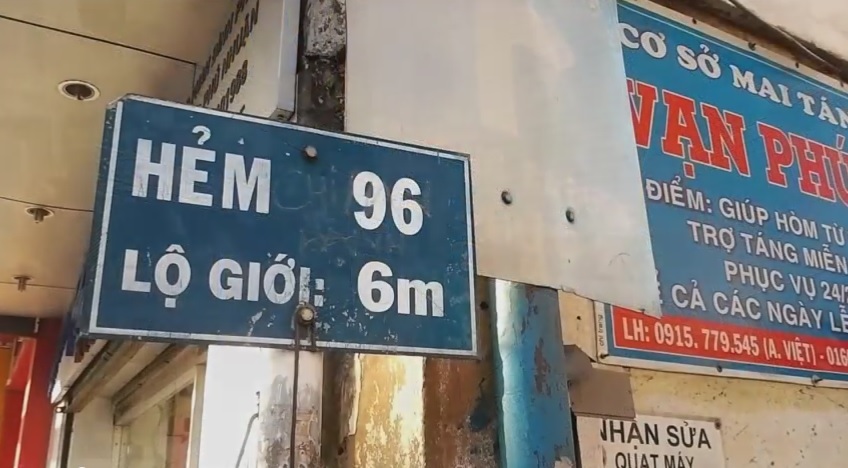 HẺM 96
LỘ GIỚI: 6m
CƠ SỞ MAI TÁN
VẠN PHÚ
ĐIỂM: GIÚP HÒM TỪ
TRỢ TÁNG MIỄN
PHỤC VỤ 24/
CẢ CÁC NGÀY LỄ
LH: 0915. 779.545 (A. VIỆT) - 016
NHẬN SỬA
QUẠT MÁY